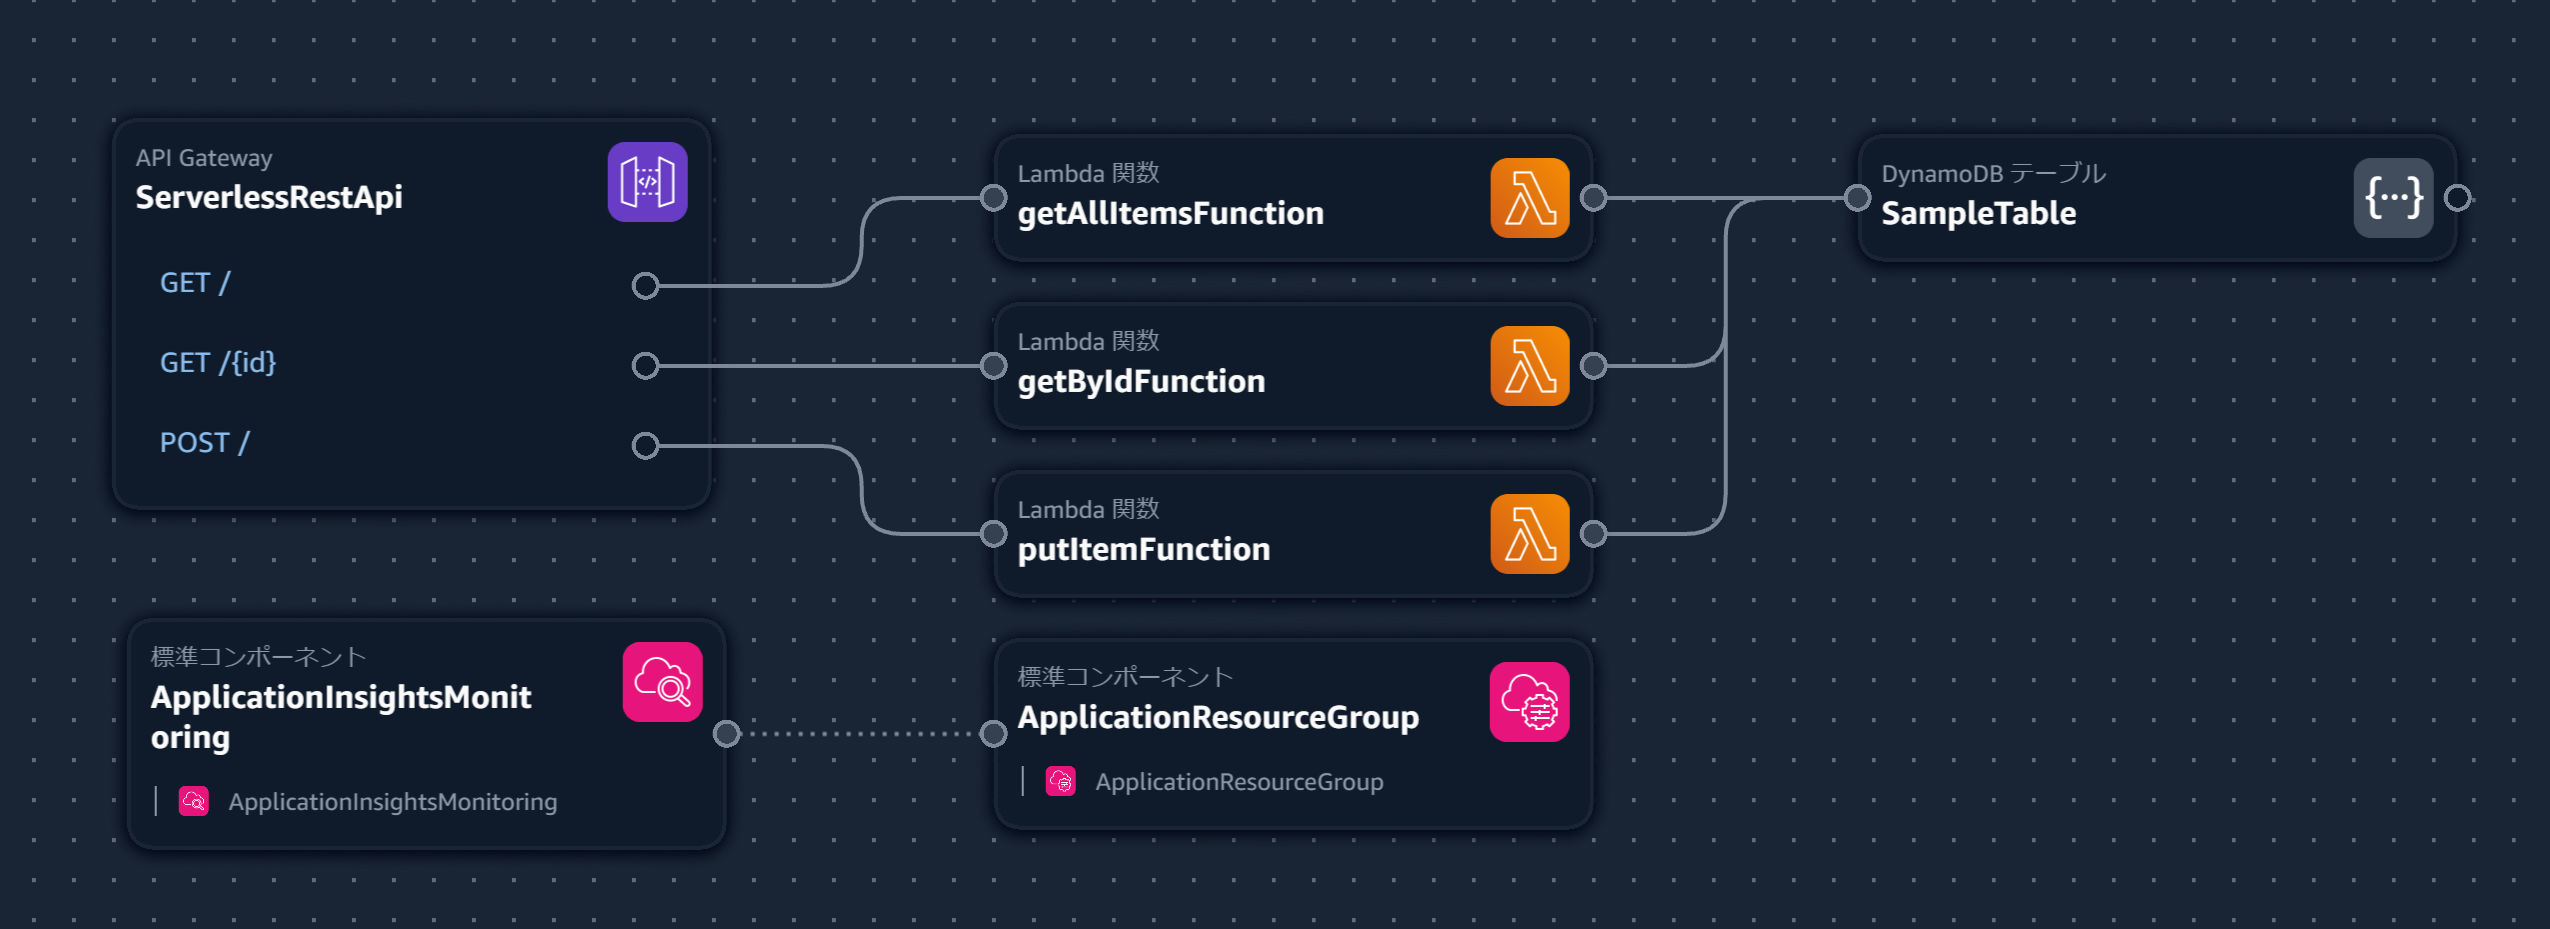 API Gateway
ServerlessRestApi
GET /
GET /{id}
POST /
Lambda 関数
getAllItemsFunction
Lambda 関数
getByIdFunction
Lambda 関数
putItemFunction
DynamoDB テーブル
SampleTable
標準コンポーネント
ApplicationInsightsMonit
oring
ApplicationInsightsMonitoring
標準コンポーネント
ApplicationResourceGroup
ApplicationResourceGroup